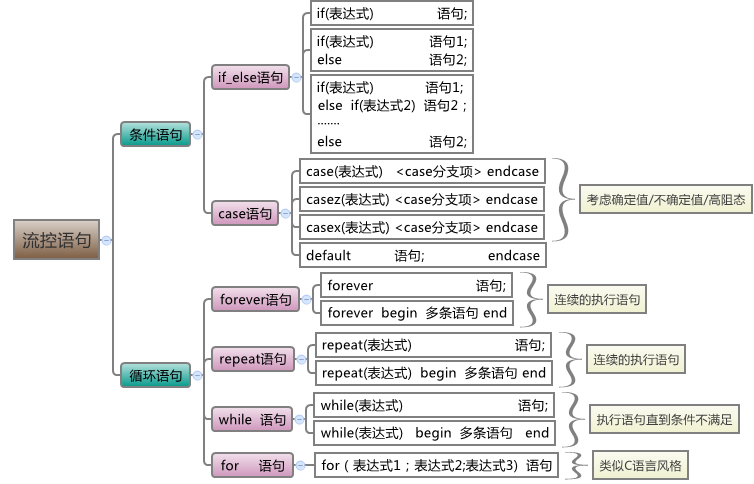 流控语句
条件语句
if_else语句
if(表达式) 语句;
if(表达式) 语句1;
else 语句2;
if(表达式) 语句1;
else if(表达式2) 语句2 ;
.......
else 语句2;
case语句
case(表达式) <case分支项> endcase
casez(表达式) <case分支项> endcase
casex(表达式) <case分支项> endcase
default 语句; endcase
考虑确定值/不确定值/高阻态
循环语句
forever语句
forever 语句;
forever begin 多条语句 end
连续的执行语句
repeat语句
repeat(表达式) 语句;
repeat(表达式) begin 多条语句 end
连续的执行语句
while 语句
while(表达式) 语句;
while(表达式) begin 多条语句 end
执行语句直到条件不满足
for 语句
for ( 表达式1 ; 表达式2;表达式3) 语句
类似C语言风格